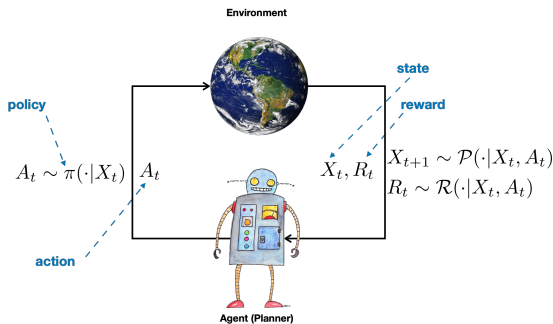 Environment
state
policy
reward
A_t ∼ π(·|X_t)
A_t
X_t, R_t
X_{t+1} ∼ 𝒫(·|X_t, A_t)
R_t ∼ ℛ(·|X_t, A_t)
action
Agent (Planner)